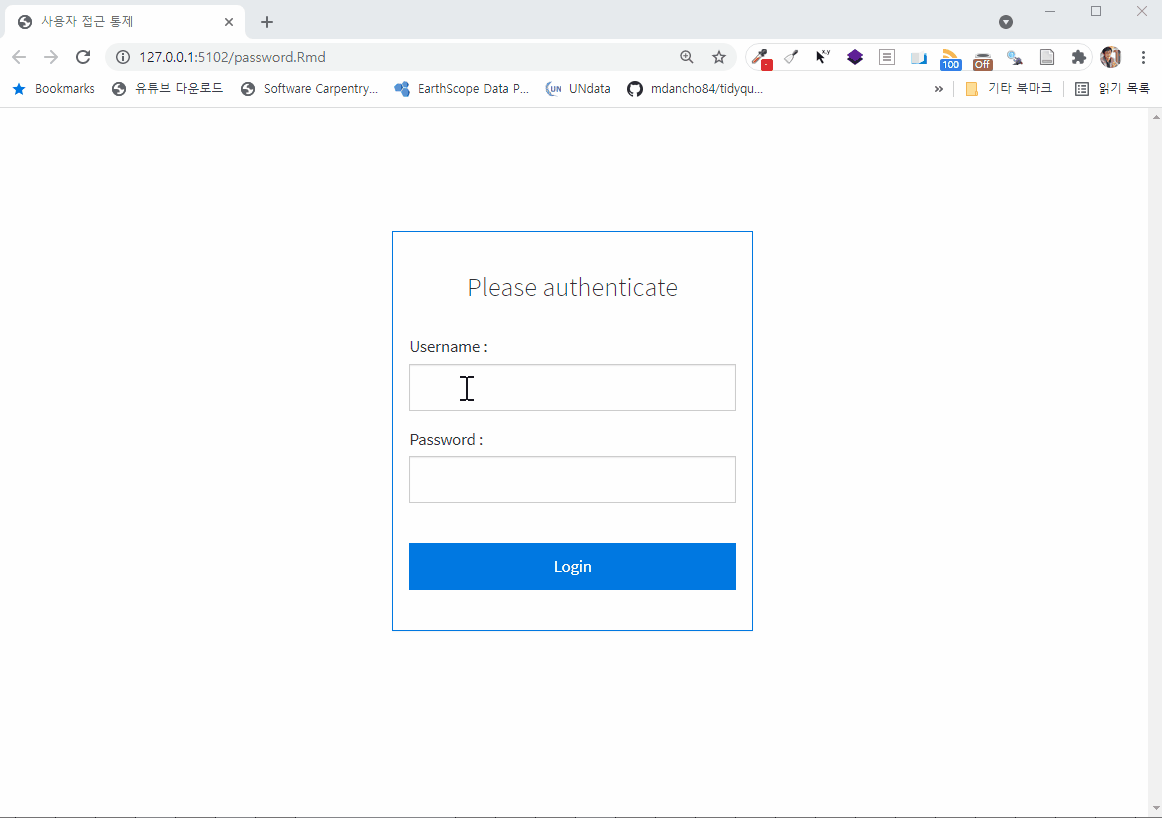 사용자 접근 통제
127.0.0.1:5102/password.Rmd
100
Off
Bookmarks 유튜브 다운로드 Software Carpentry... EarthScope Data P... UNdata mdancho84/tidyqu... » 기타 북마크 읽기 목록
Please authenticate
Username :
Password :
Login